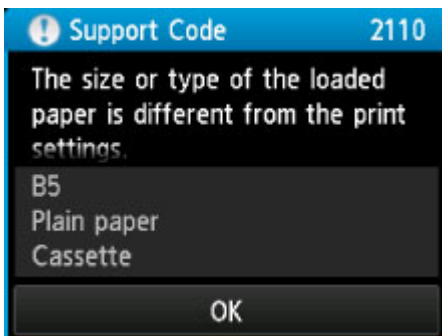 Support Code 2110
The size or type of the loaded
paper is different from the print
settings.
B5
Plain paper
Cassette
OK